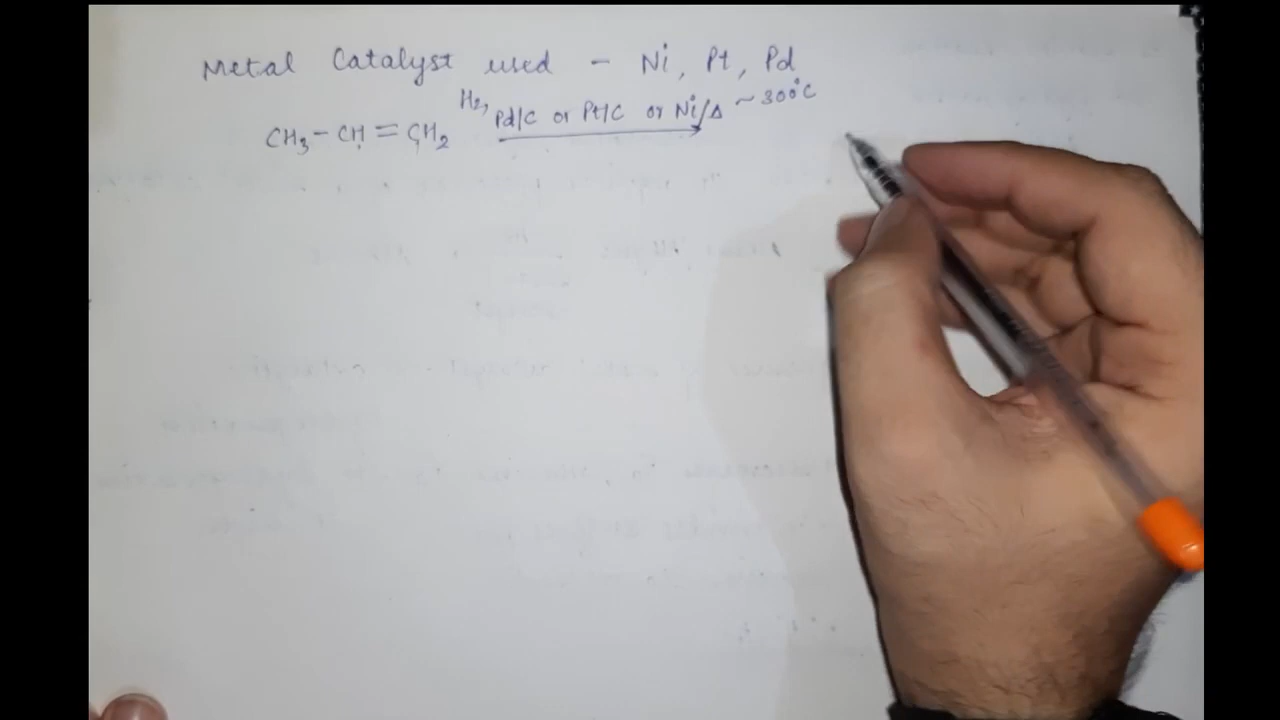 Metal Catalyst used - Ni, Pt, Pd
H2, Pd/C or Pt/C or Ni/Δ ~300°C
CH3-CH=CH2